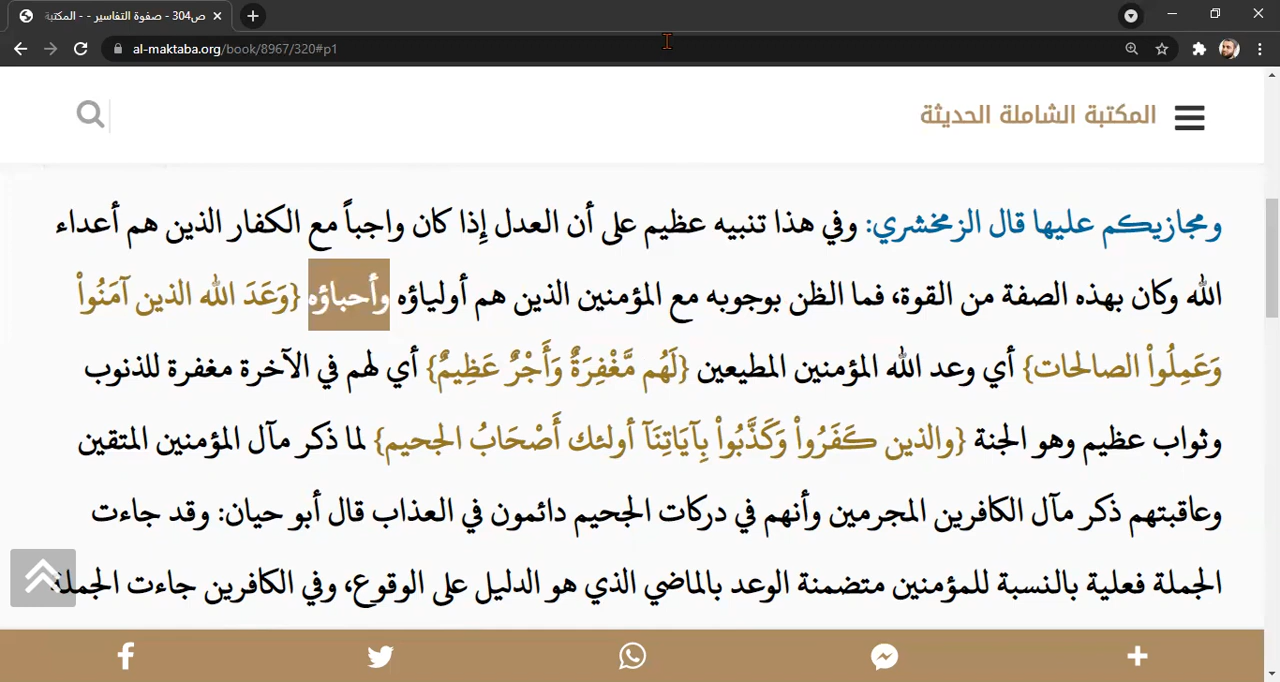 ص304 - صفوة التفاسير - - المكتبة
al-maktaba.org/book/8967/320#p1
المكتبة الشاملة الحديثة
ومجازيكم عليها قال الزمخشري: وفي هذا تنبيه عظيم على أن العدل إِذا كان واجباً مع الكفار الذين هم أعداء
الله وكان بهذه الصفة من القوة، فما الظن بوجوبه مع المؤمنين الذين هم أولياؤه وأحباؤه {وَعَدَ الله الذين آمَنُواْ
وَعَمِلُواْ الصالحات} أي وعد الله المؤمنين المطيعين {لَهُم مَّغْفِرَةٌ وَأَجْرٌ عَظِيمٌ} أي لهم في الآخرة مغفرة للذنوب
وثواب عظيم وهو الجنة {والذين كَفَرُواْ وَكَذَّبُواْ بِآيَاتِنَآ أولئك أَصْحَابُ الجحيم} لما ذكر مآل المؤمنين المتقين
وعاقبتهم ذكر مآل الكافرين المجرمين وأنهم في دركات الجحيم دائمون في العذاب قال أبو حيان: وقد جاءت
الجملة فعلية بالنسبة للمؤمنين متضمنة الوعد بالماضي الذي هو الدليل على الوقوع، وفي الكافرين جاءت الجملة